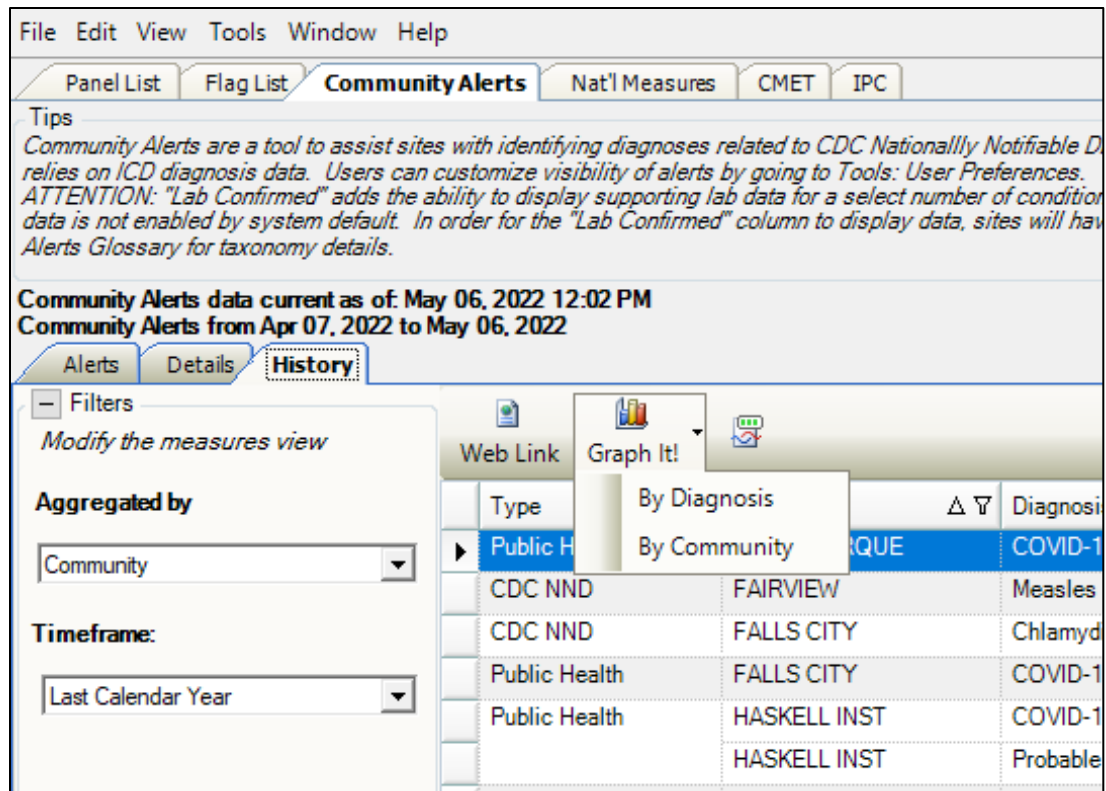 File Edit View Tools Window Help
Panel List Flag List Community Alerts Nat'l Measures CMET IPC
Tips
Community Alerts are a tool to assist sites with identifying diagnoses related to CDC Nationallly Notifiable D
relies on ICD diagnosis data. Users can customize visibility of alerts by going to Tools: User Preferences.
ATTENTION: "Lab Confirmed" adds the ability to display supporting lab data for a select number of condition
data is not enabled by system default. In order for the "Lab Confirmed" column to display data, sites will hav
Alerts Glossary for taxonomy details.
Community Alerts data current as of: May 06, 2022 12:02 PM
Community Alerts from Apr 07, 2022 to May 06, 2022
Alerts Details History
Filters
Modify the measures view
Aggregated by
Community
Timeframe:
Last Calendar Year
Web Link Graph It!
By Diagnosis
By Community
Type Diagnosi
Public H RQUE COVID-1
CDC NND FAIRVIEW Measles
CDC NND FALLS CITY Chlamyd
Public Health FALLS CITY COVID-1
Public Health HASKELL INST COVID-1
HASKELL INST Probable